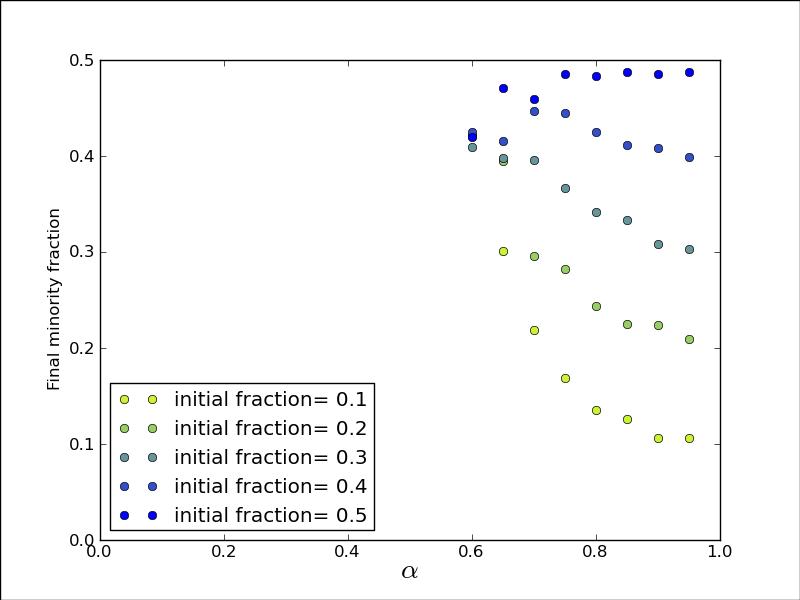 0.5
0.4
0.3
0.2
0.1
0.0
Final minority fraction
initial fraction= 0.1
initial fraction= 0.2
initial fraction= 0.3
initial fraction= 0.4
initial fraction= 0.5
0.0 0.2 0.4 0.6 0.8 1.0
α